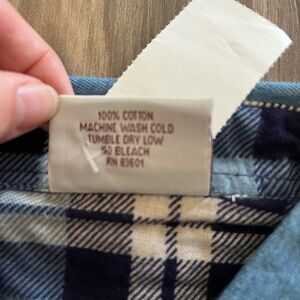 100% COTTON
MACHINE WASH COLD
TUMBLE DRY LOW
NO BLEACH
RN 83601